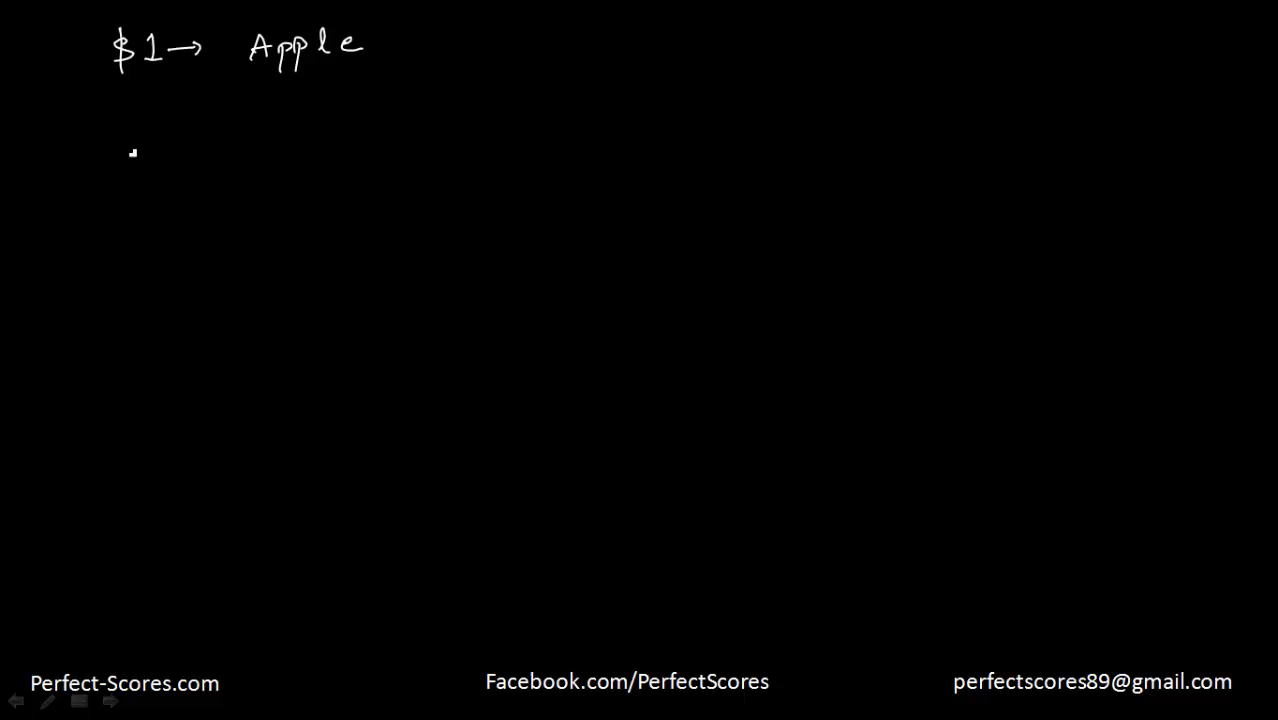 $1→ Apple
Perfect-Scores.com
Facebook.com/PerfectScores
perfectscores89@gmail.com